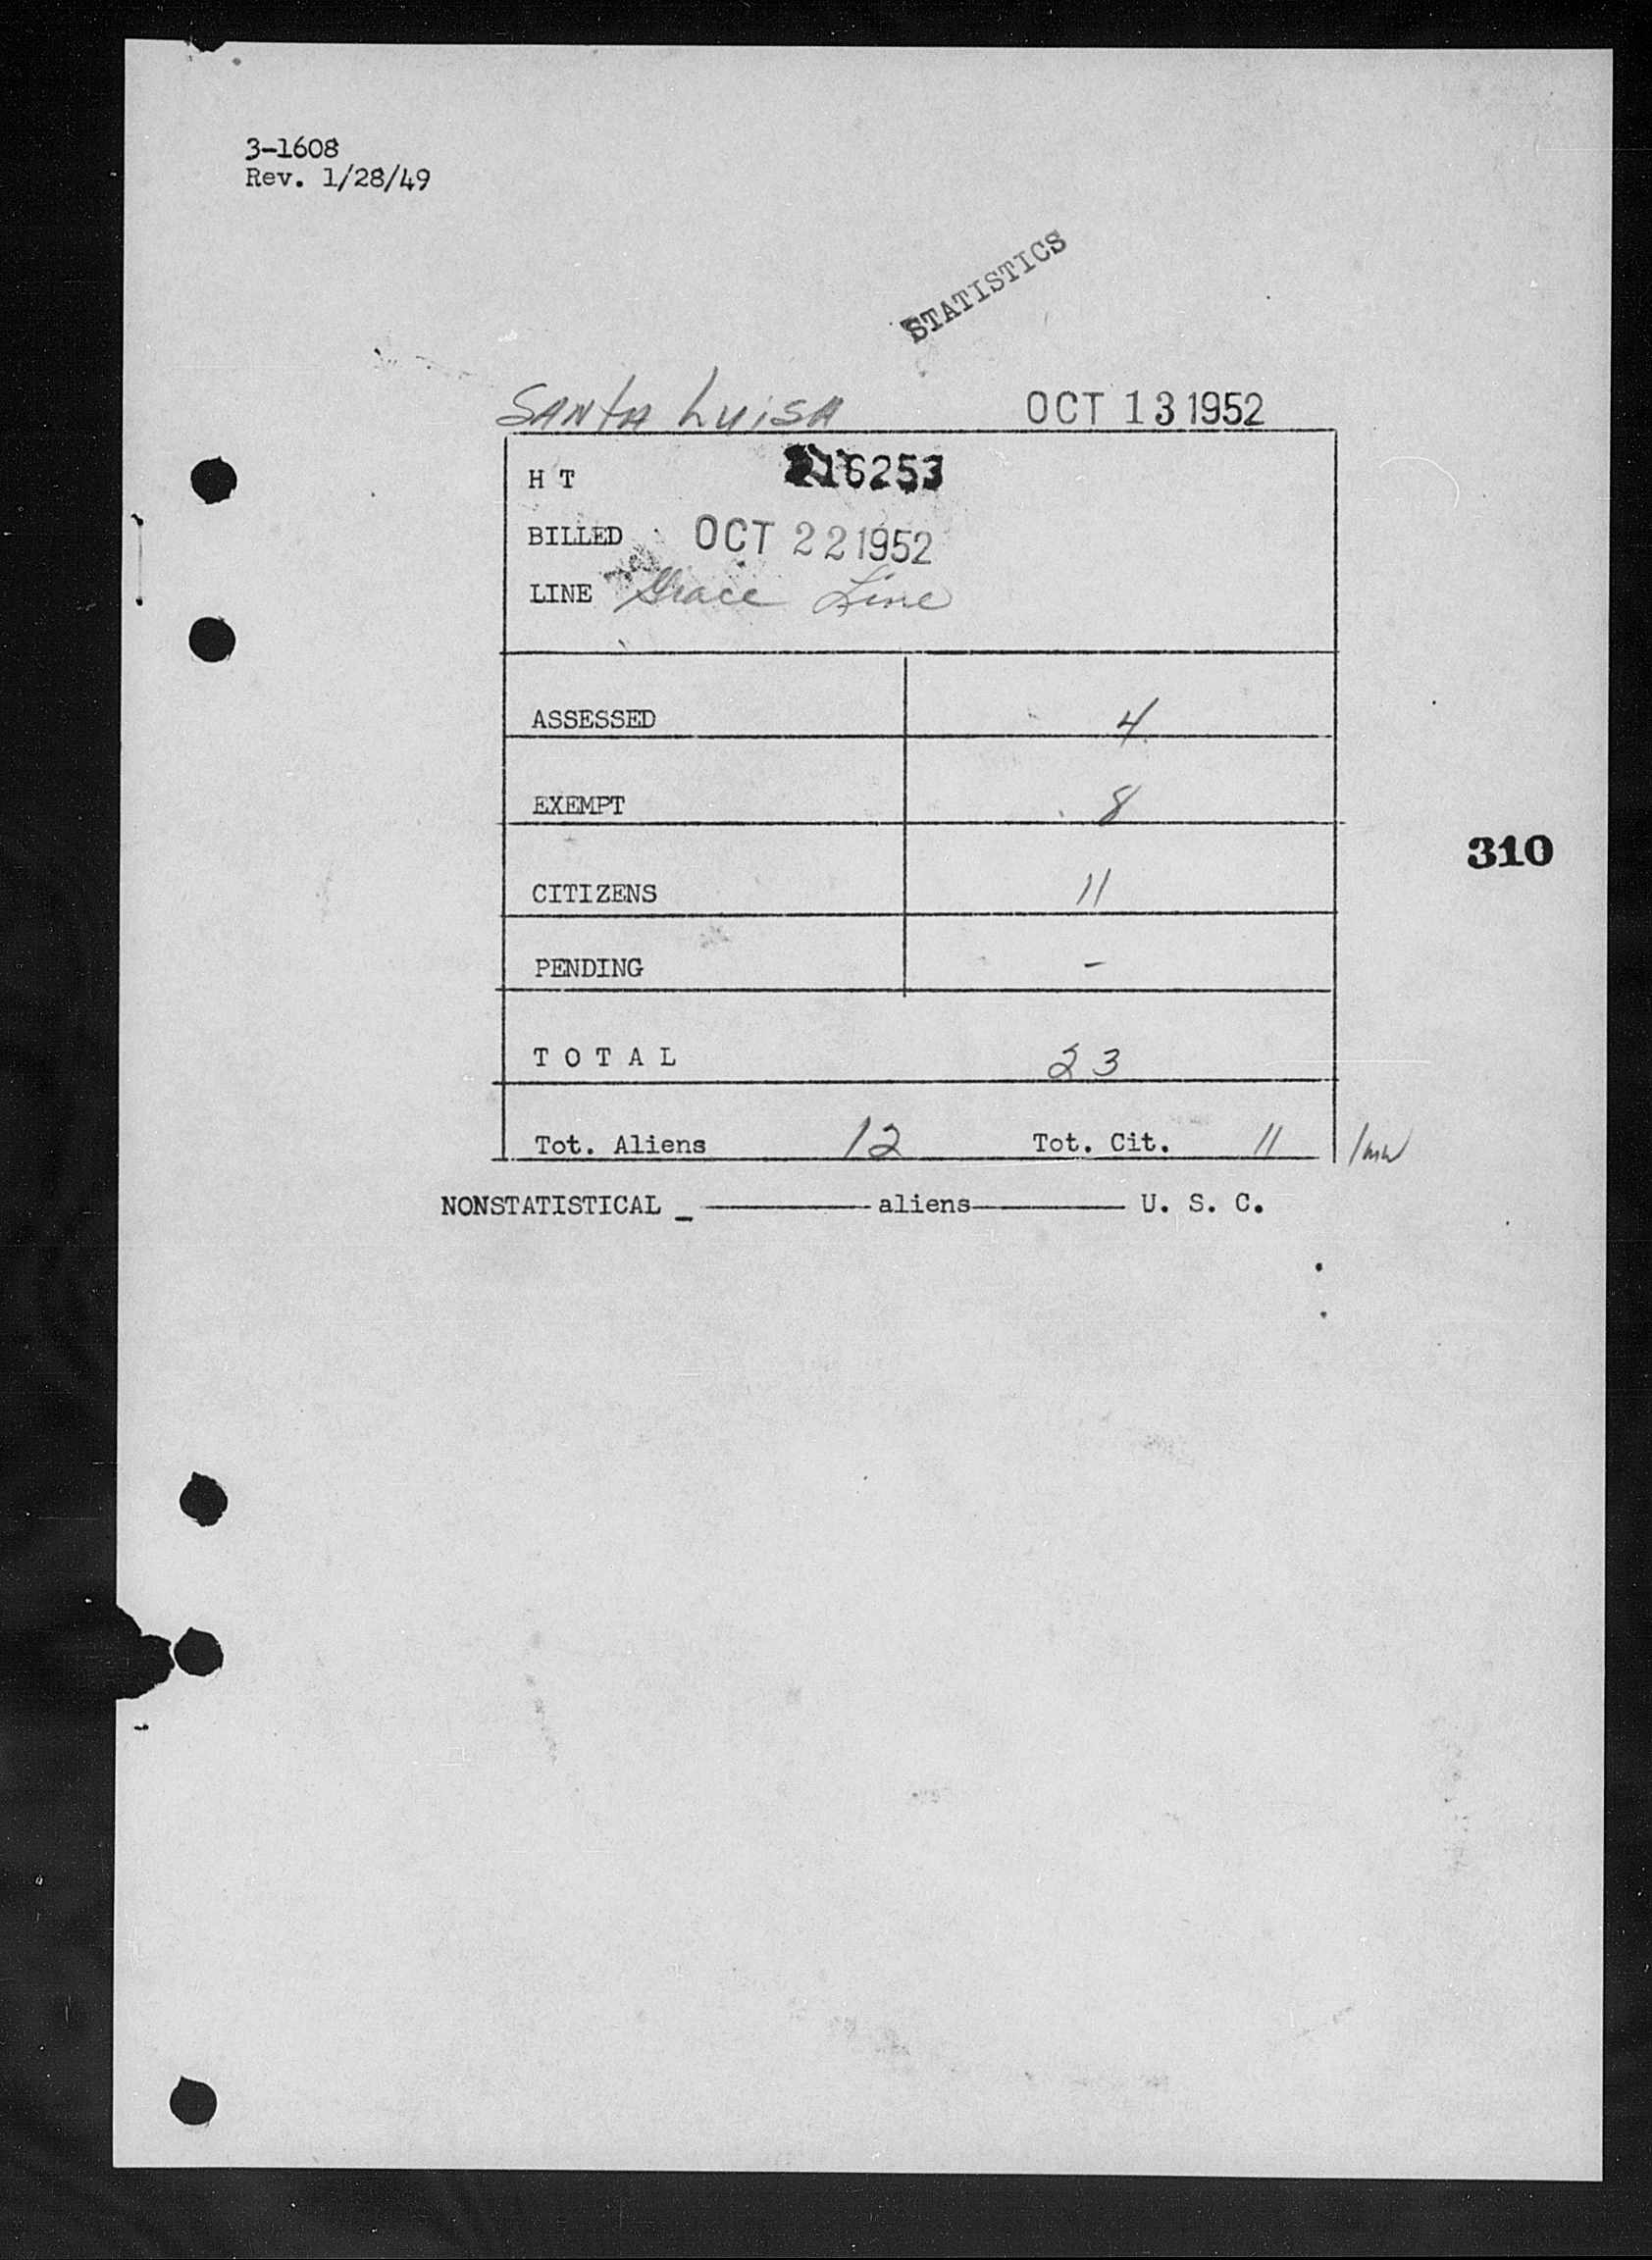 3-1608
Rev. 1/28/49
STATISTICS
SANTA LUISA OCT 13 1952
H T 216253
BILLED OCT 22 1952
LINE Grace Line
ASSESSED 4
EXEMPT 8
310
CITIZENS 11
PENDING -
T O T A L 23
Tot. Aliens 12 Tot. Cit. 11
NONSTATISTICAL _ ——— aliens ——— U. S. C.